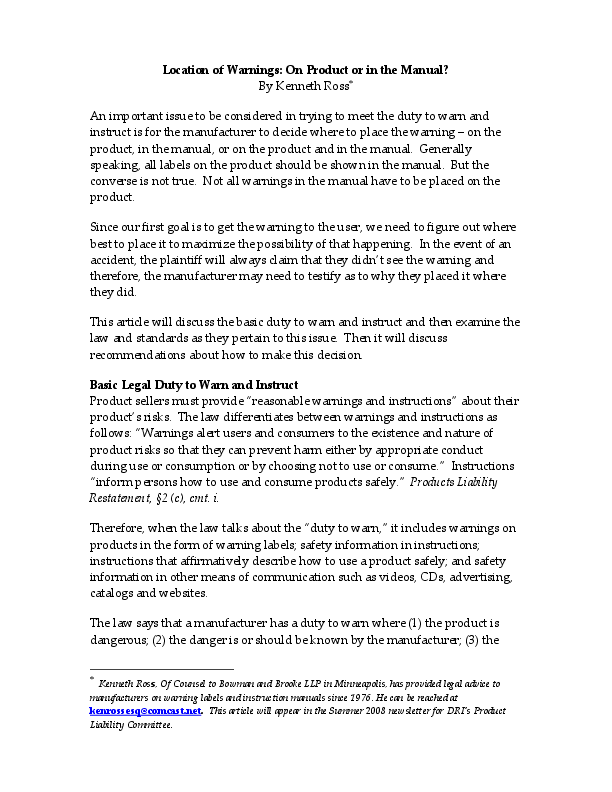 Location of Warnings: On Product or in the Manual?
By Kenneth Ross*
An important issue to be considered in trying to meet the duty to warn and
instruct is for the manufacturer to decide where to place the warning – on the
product, in the manual, or on the product and in the manual. Generally
speaking, all labels on the product should be shown in the manual. But the
converse is not true. Not all warnings in the manual have to be placed on the
product.
Since our first goal is to get the warning to the user, we need to figure out where
best to place it to maximize the possibility of that happening. In the event of an
accident, the plaintiff will always claim that they didn't see the warning and
therefore, the manufacturer may need to testify as to why they placed it where
they did.
This article will discuss the basic duty to warn and instruct and then examine the
law and standards as they pertain to this issue. Then it will discuss
recommendations about how to make this decision.
Basic Legal Duty to Warn and Instruct
Product sellers must provide "reasonable warnings and instructions" about their
product's risks. The law differentiates between warnings and instructions as
follows: "Warnings alert users and consumers to the existence and nature of
product risks so that they can prevent harm either by appropriate conduct
during use or consumption or by choosing not to use or consume." Instructions
"inform persons how to use and consume products safely." Products Liability
Restatement, §2 (c), cmt. i.
Therefore, when the law talks about the "duty to warn," it includes warnings on
products in the form of warning labels; safety information in instructions;
instructions that affirmatively describe how to use a product safely; and safety
information in other means of communication such as videos, CDs, advertising,
catalogs and websites.
The law says that a manufacturer has a duty to warn where (1) the product is
dangerous; (2) the danger is or should be known by the manufacturer; (3) the
* Kenneth Ross, Of Counsel to Bowman and Brooke LLP in Minneapolis, has provided legal advice to
manufacturers on warning labels and instruction manuals since 1976. He can be reached at
kenrossesq@comcast.net. This article will appear in the Summer 2008 newsletter for DRI's Product
Liability Committee.